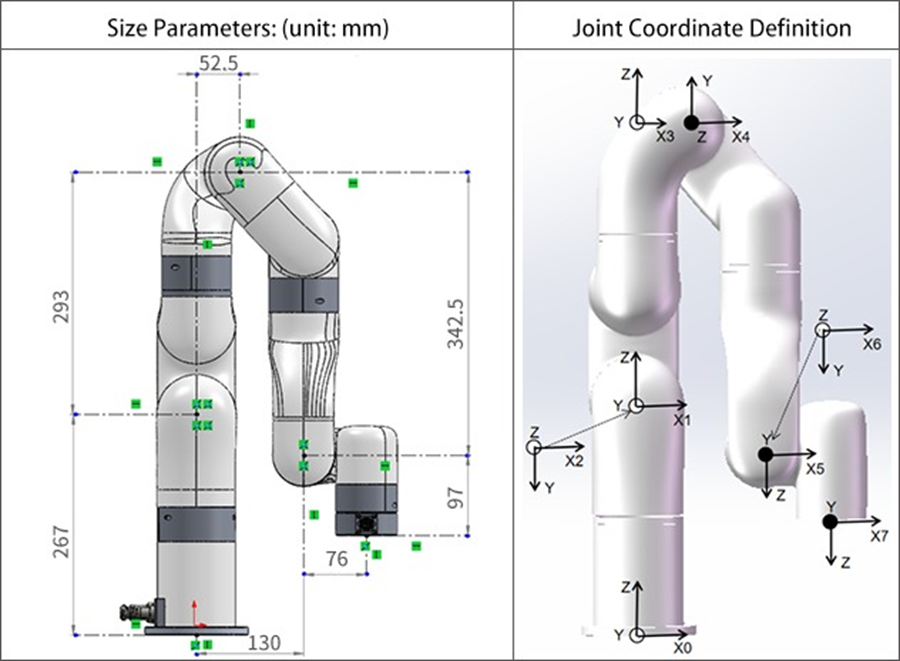 Size Parameters: (unit: mm)
52.5
293
342.5
267
97
76
130
Joint Coordinate Definition
Z
Y
X3
Y
Z
X4
Z
Y
X6
Z
Y
X1
Z
X2
Y
Y
X5
Z
Y
X7
Z
Z
Y
X0